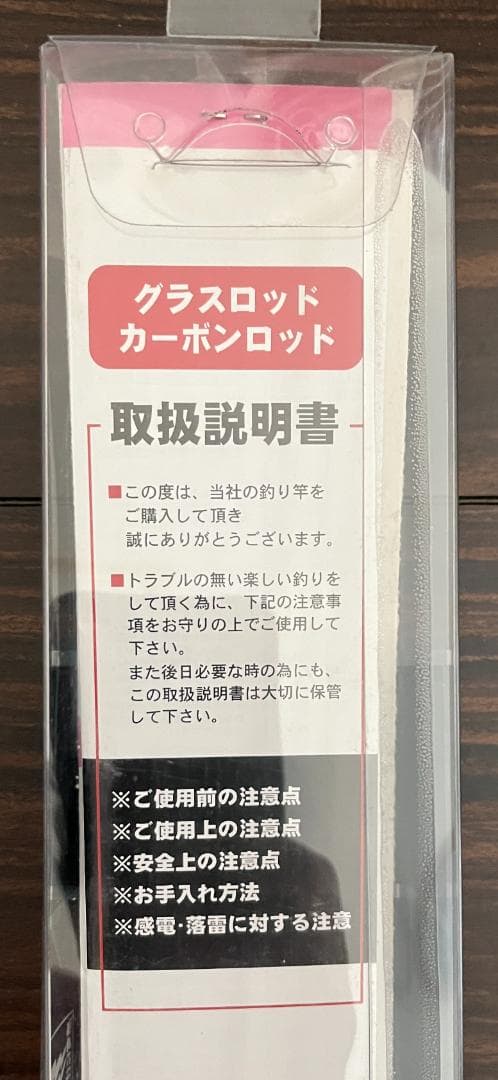 グラスロッド
カーボンロッド
取扱説明書
■この度は、当社の釣り竿を
ご購入して頂き
誠にありがとうございます。
■トラブルの無い楽しい釣りを
して頂く為に、下記の注意事
項をお守りの上でご使用して
下さい。
また後日必要な時の為にも、
この取扱説明書は大切に保管
して下さい。
※ご使用前の注意点
※ご使用上の注意点
※安全上の注意点
※お手入れ方法
※感電·落雷に対する注意